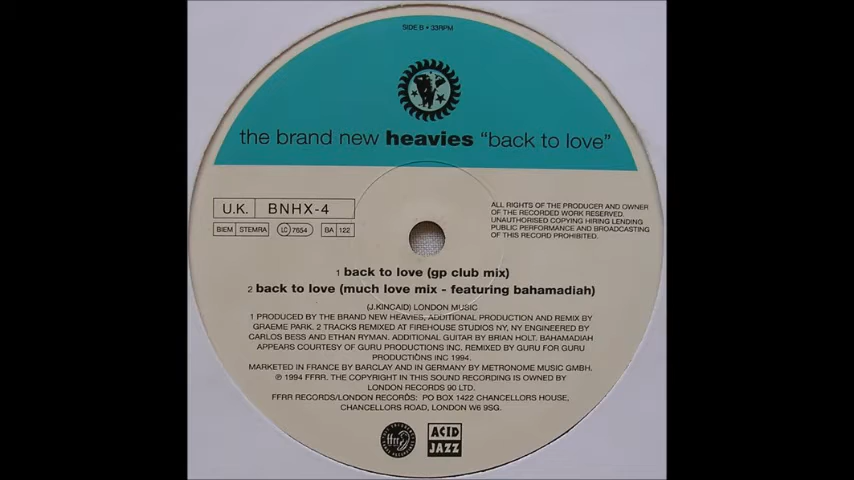 SIDE B • 33RPM
the brand new heavies "back to love"
U.K. BNHX-4
BIEM STEMRA LC 7654 BA 122
ALL RIGHTS OF THE PRODUCER AND OWNER
OF THE RECORDED WORK RESERVED.
UNAUTHORISED COPYING HIRING LENDING
PUBLIC PERFORMANCE AND BROADCASTING
OF THIS RECORD PROHIBITED.
1 back to love (gp club mix)
2 back to love (much love mix - featuring bahamadiah)
(J.KINCAID) LONDON MUSIC
1 PRODUCED BY THE BRAND NEW HEAVIES, ADDITIONAL PRODUCTION AND REMIX BY
GRAEME PARK. 2 TRACKS REMIXED AT FIREHOUSE STUDIOS NY, NY ENGINEERED BY
CARLOS BESS AND ETHAN RYMAN. ADDITIONAL GUITAR BY BRIAN HOLT. BAHAMADIAH
APPEARS COURTESY OF GURU PRODUCTIONS INC. REMIXED BY GURU FOR GURU
PRODUCTIONS INC 1994.
MARKETED IN FRANCE BY BARCLAY AND IN GERMANY BY METRONOME MUSIC GMBH.
℗ 1994 FFRR. THE COPYRIGHT IN THIS SOUND RECORDING IS OWNED BY
LONDON RECORDS 90 LTD.
FFRR RECORDS/LONDON RECORDS: PO BOX 1422 CHANCELLORS HOUSE,
CHANCELLORS ROAD, LONDON W6 9SG.
ffrr ACID
JAZZ